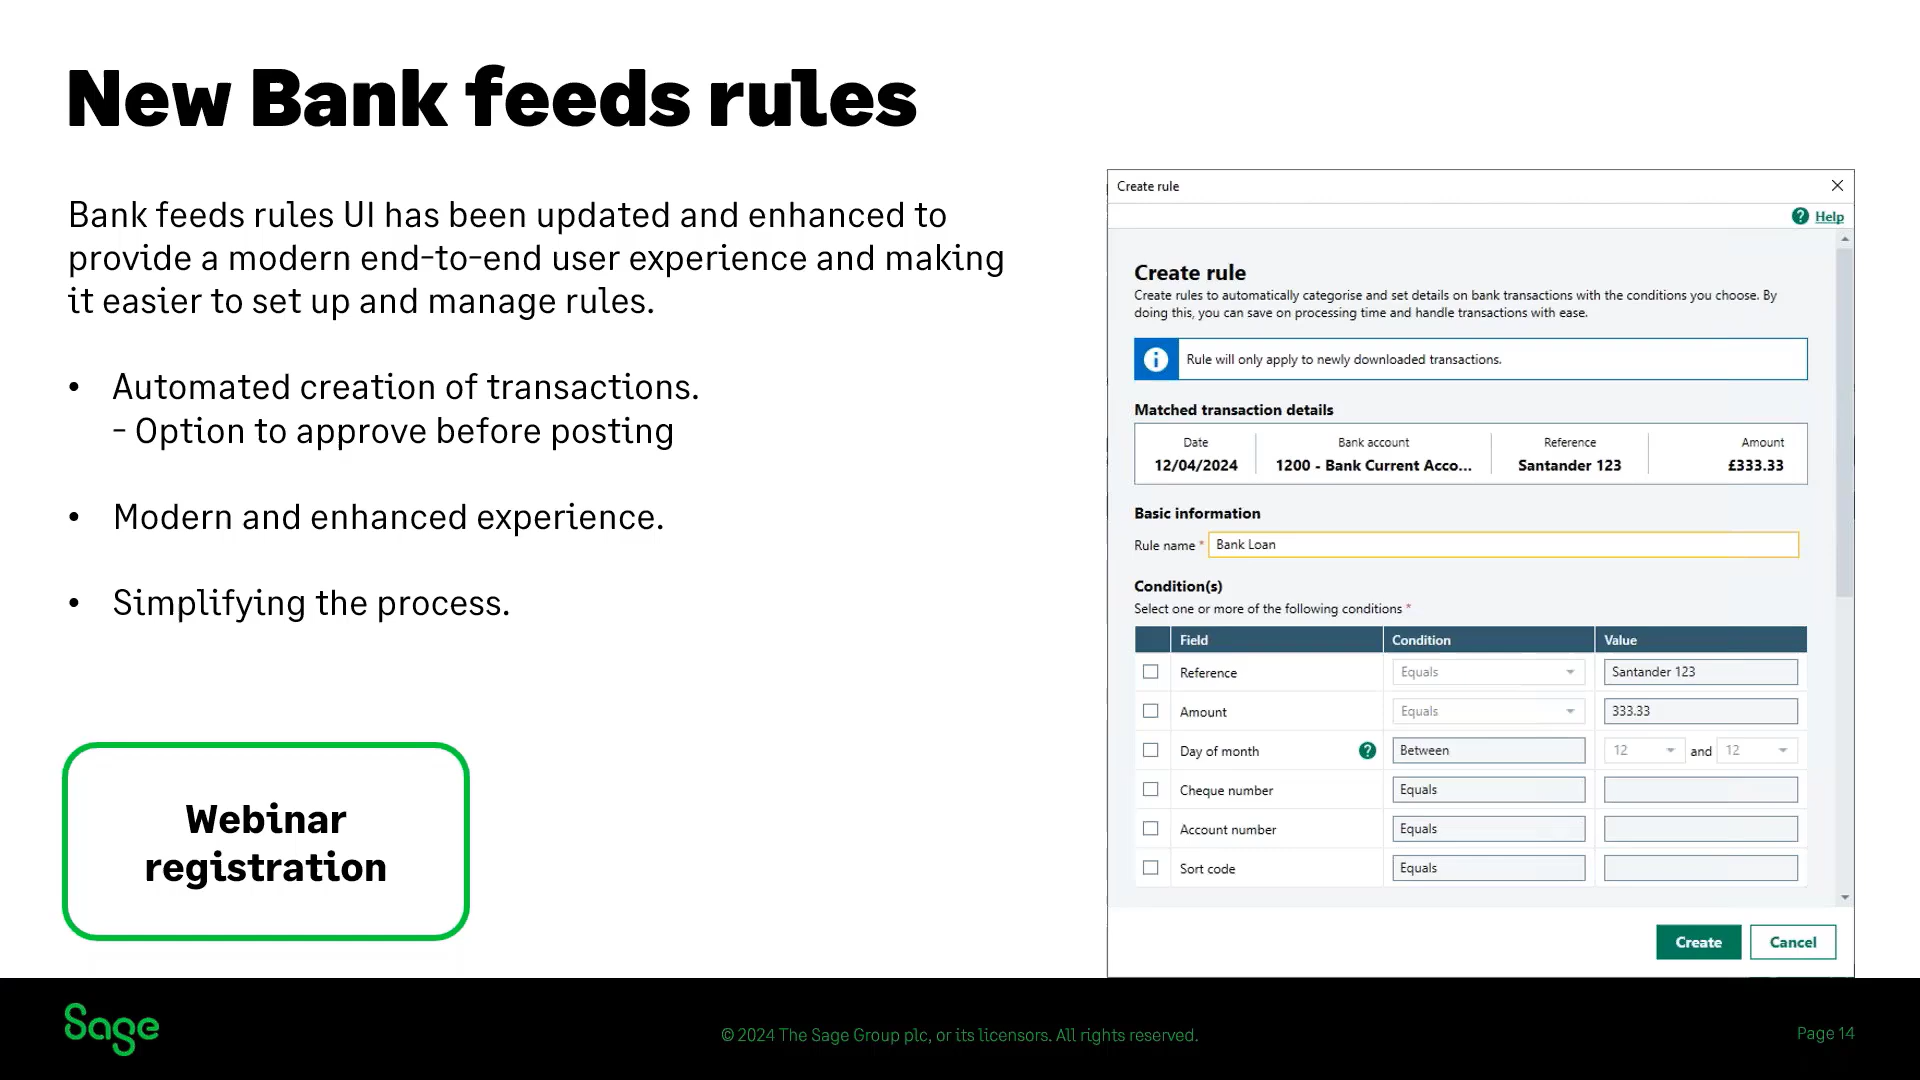 New Bank feeds rules
Bank feeds rules UI has been updated and enhanced to
provide a modern end-to-end user experience and making
it easier to set up and manage rules.
• Automated creation of transactions.
- Option to approve before posting
• Modern and enhanced experience.
• Simplifying the process.
Webinar
registration
Create rule
Help
Create rule
Create rules to automatically categorise and set details on bank transactions with the conditions you choose. By
doing this, you can save on processing time and handle transactions with ease.
Rule will only apply to newly downloaded transactions.
Matched transaction details
Date Bank account Reference Amount
12/04/2024 1200 - Bank Current Acco... Santander 123 £333.33
Basic information
Rule name * Bank Loan
Condition(s)
Select one or more of the following conditions *
Field Condition Value
Reference Equals Santander 123
Amount Equals 333.33
Day of month ? Between 12 and 12
Cheque number Equals
Account number Equals
Sort code Equals
Create Cancel
Sage
© 2024 The Sage Group plc, or its licensors. All rights reserved.
Page 14